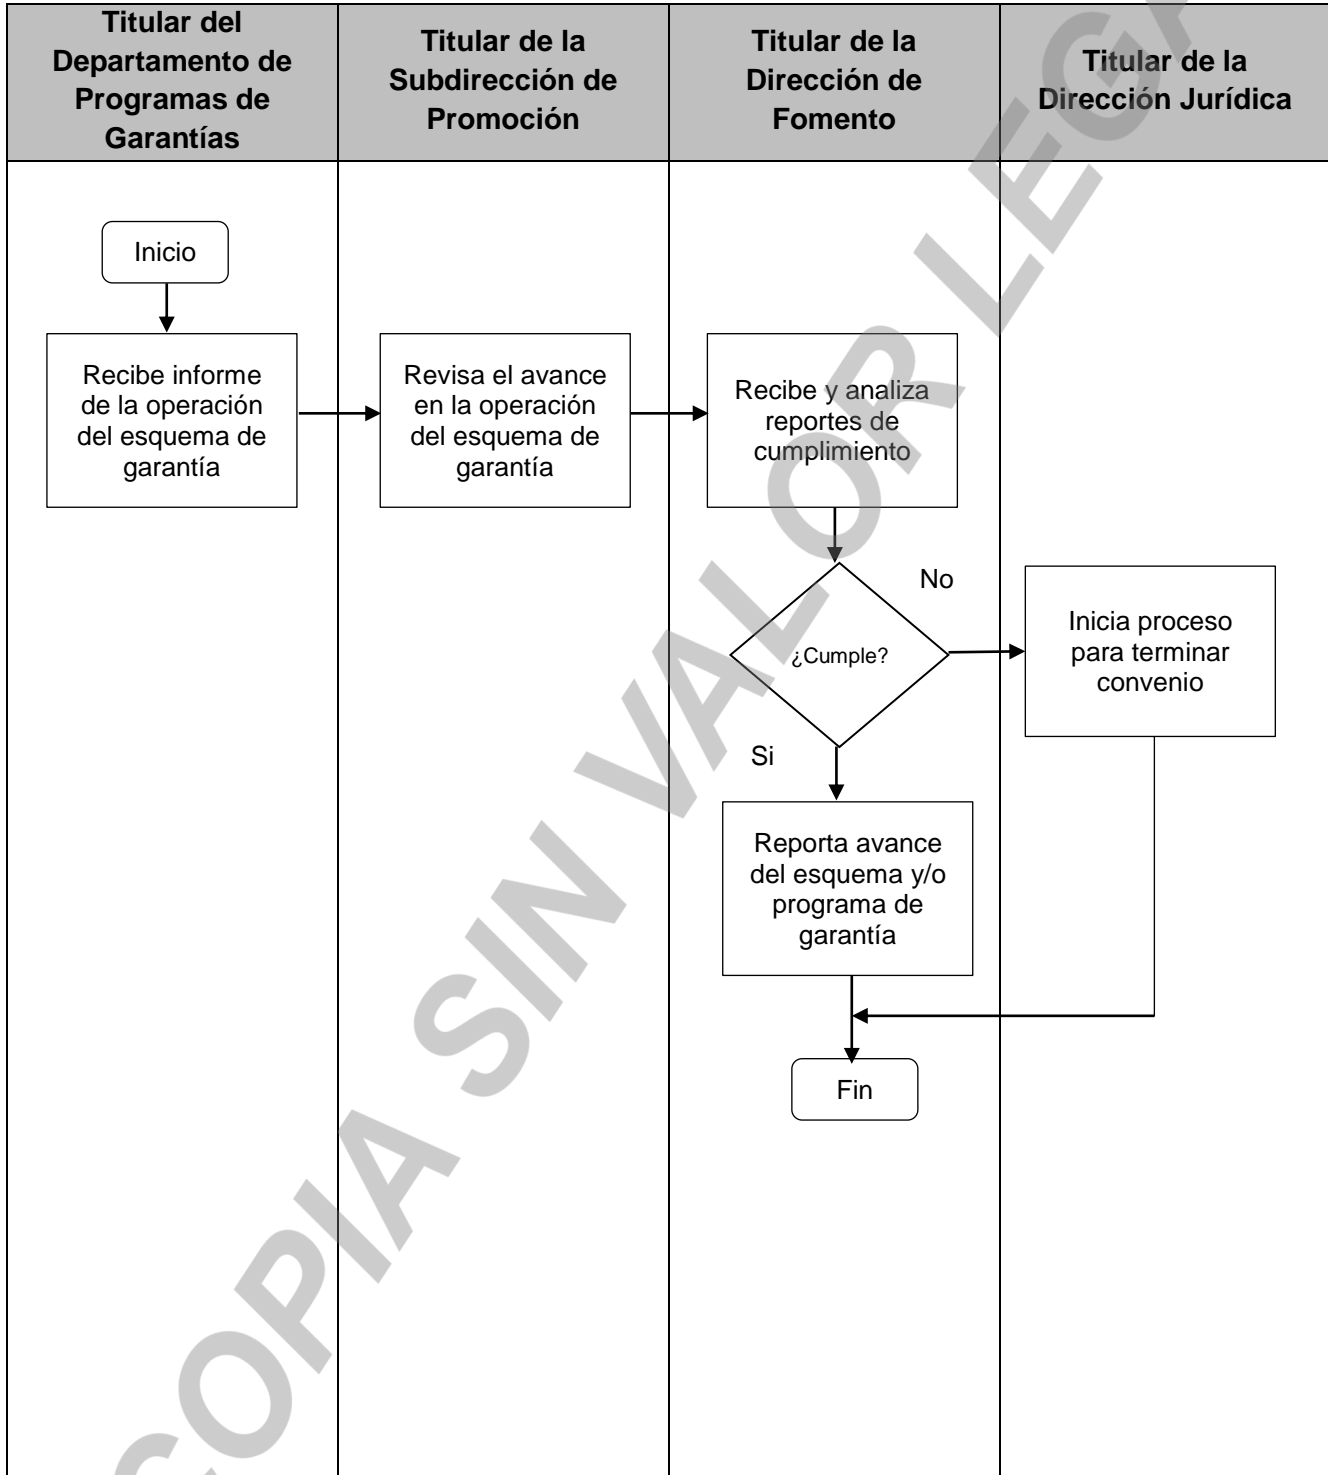 Titular del
Departamento de
Programas de
Garantías
Titular de la
Subdirección de
Promoción
Titular de la
Dirección de
Fomento
Titular de la
Dirección Jurídica
Inicio
Recibe informe
de la operación
del esquema de
garantía
Revisa el avance
en la operación
del esquema de
garantía
Recibe y analiza
reportes de
cumplimiento
¿Cumple?
No
Inicia proceso
para terminar
convenio
Si
Reporta avance
del esquema y/o
programa de
garantía
Fin
COPIA SIN VALOR LEGA